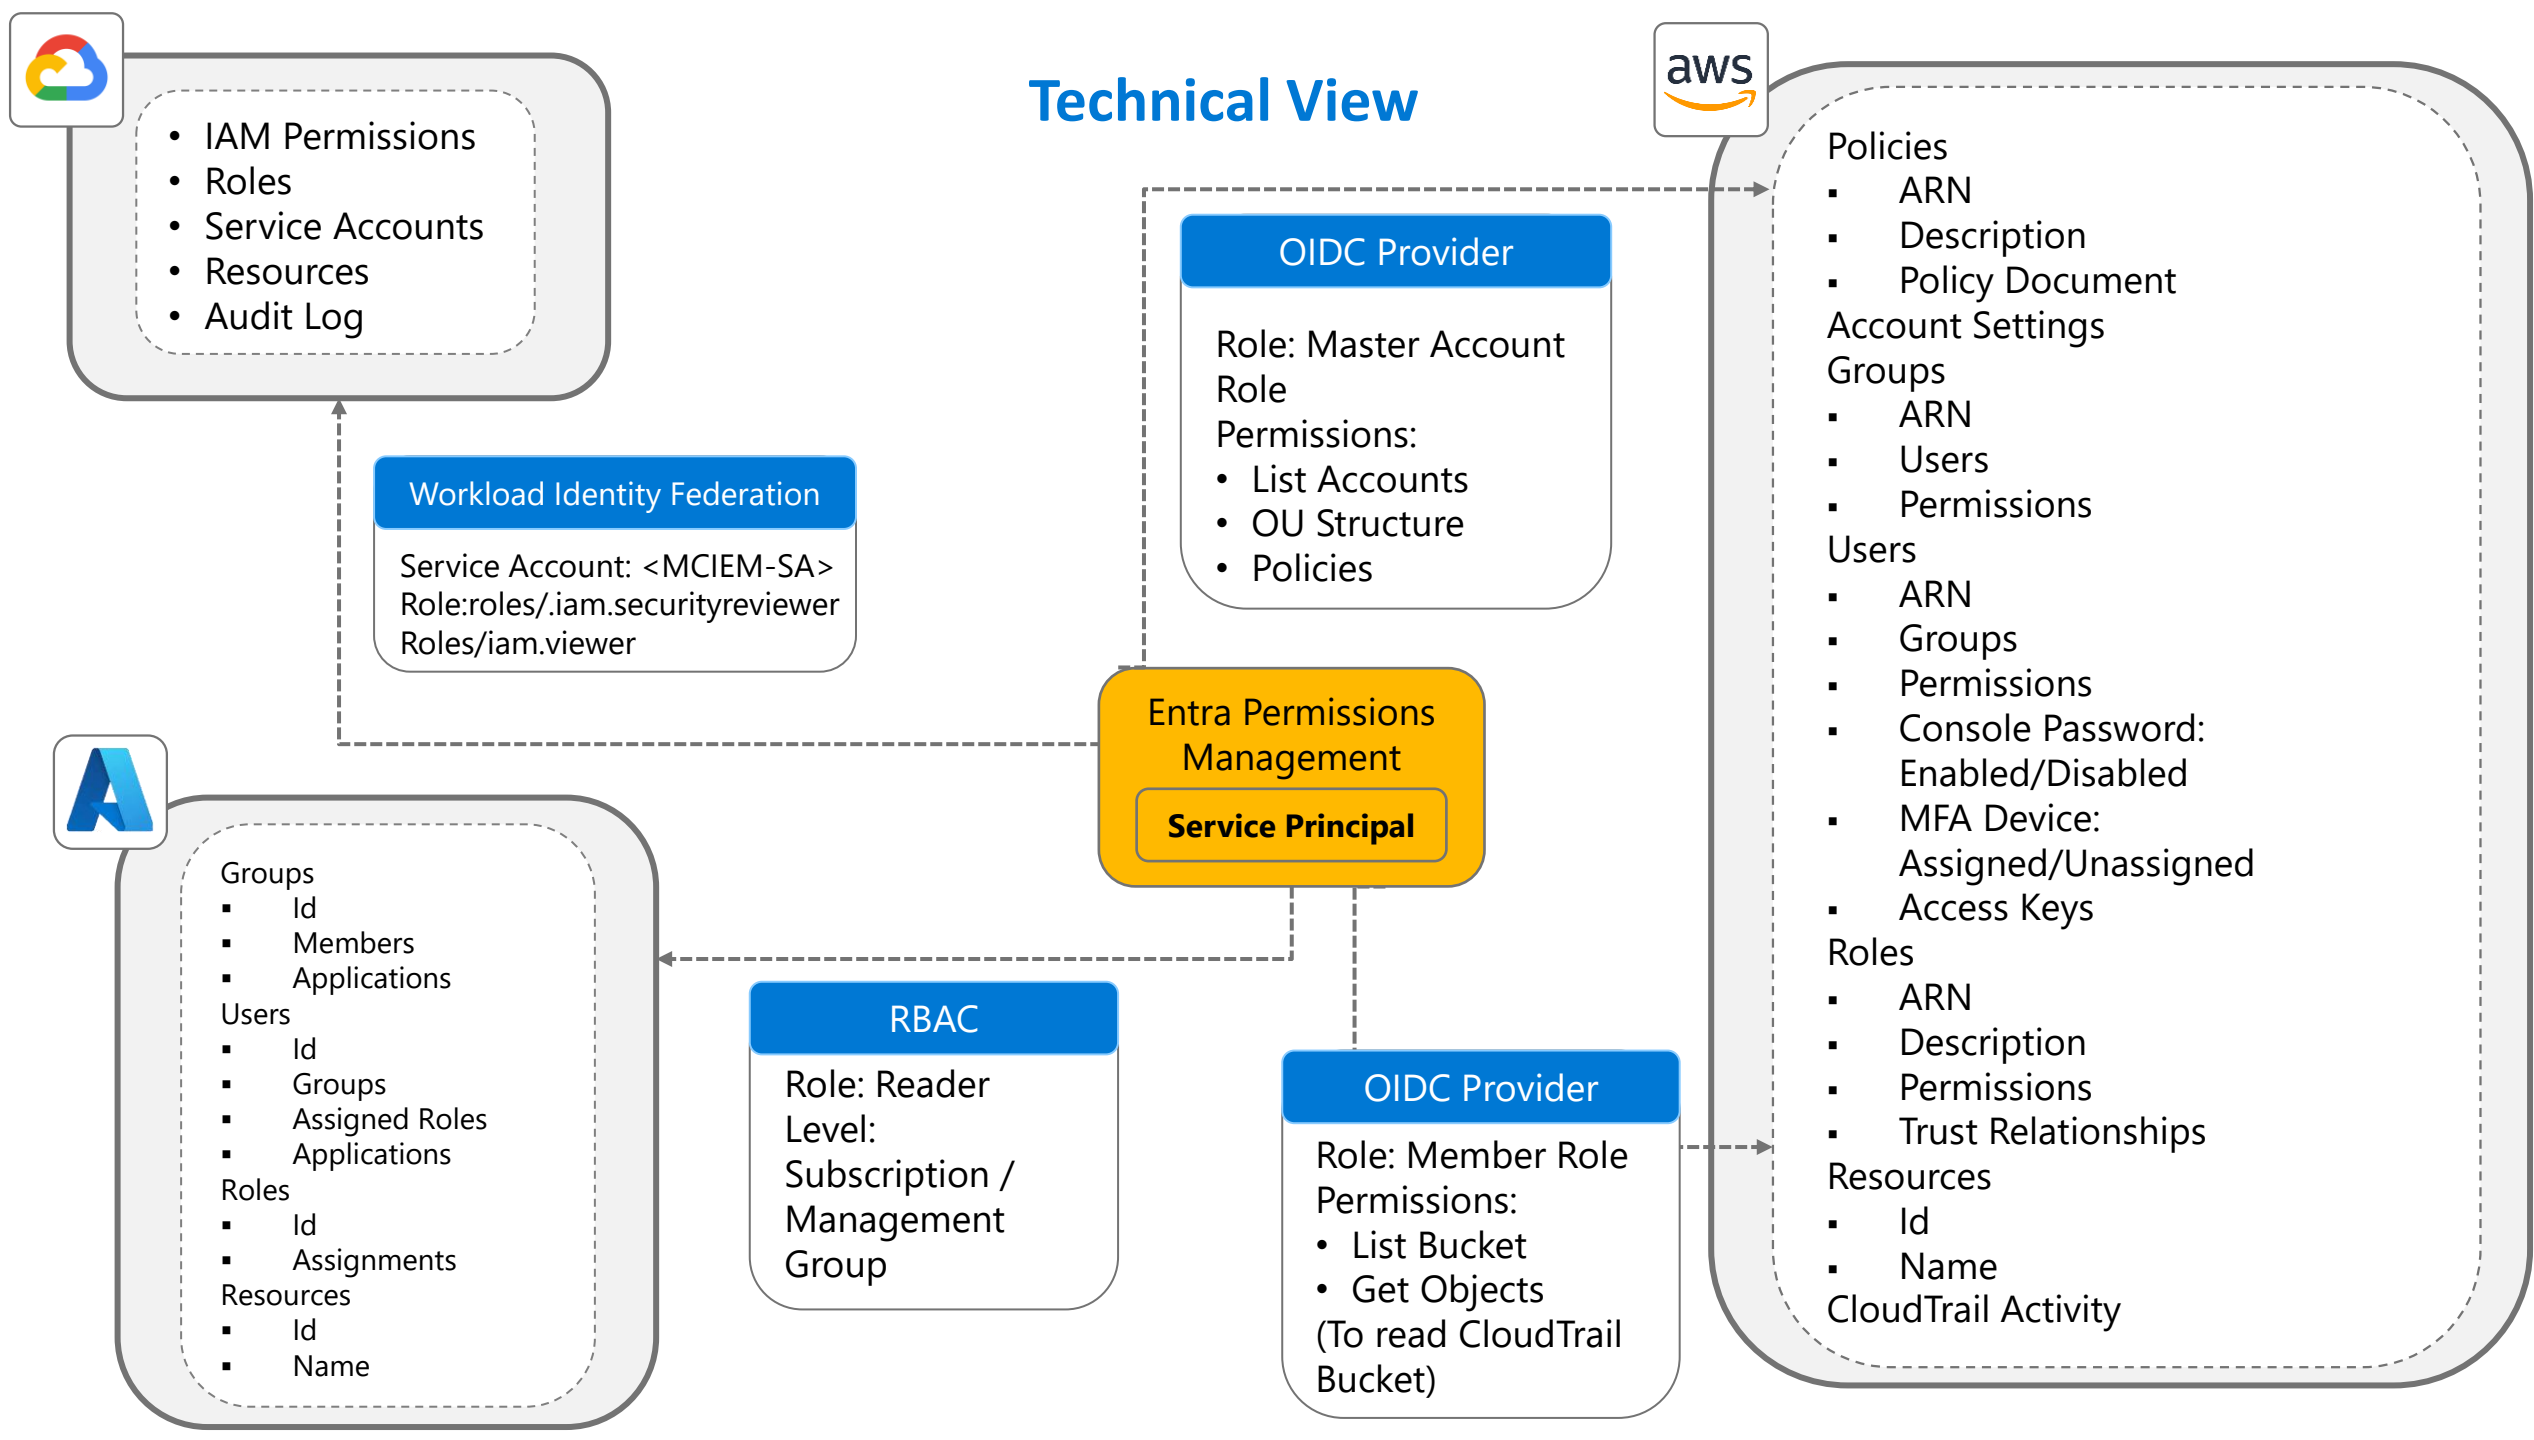 Technical View
• IAM Permissions
• Roles
• Service Accounts
• Resources
• Audit Log
Workload Identity Federation
Service Account: <MCIEM-SA>
Role:roles/.iam.securityreviewer
Roles/iam.viewer
OIDC Provider
Role: Master Account
Role
Permissions:
• List Accounts
• OU Structure
• Policies
Entra Permissions
Management
Service Principal
Groups
▪ Id
▪ Members
▪ Applications
Users
▪ Id
▪ Groups
▪ Assigned Roles
▪ Applications
Roles
▪ Id
▪ Assignments
Resources
▪ Id
▪ Name
RBAC
Role: Reader
Level:
Subscription /
Management
Group
OIDC Provider
Role: Member Role
Permissions:
• List Bucket
• Get Objects
(To read CloudTrail
Bucket)
aws
Policies
▪ ARN
▪ Description
▪ Policy Document
Account Settings
Groups
▪ ARN
▪ Users
▪ Permissions
Users
▪ ARN
▪ Groups
▪ Permissions
▪ Console Password:
Enabled/Disabled
▪ MFA Device:
Assigned/Unassigned
▪ Access Keys
Roles
▪ ARN
▪ Description
▪ Permissions
▪ Trust Relationships
Resources
▪ Id
▪ Name
CloudTrail Activity